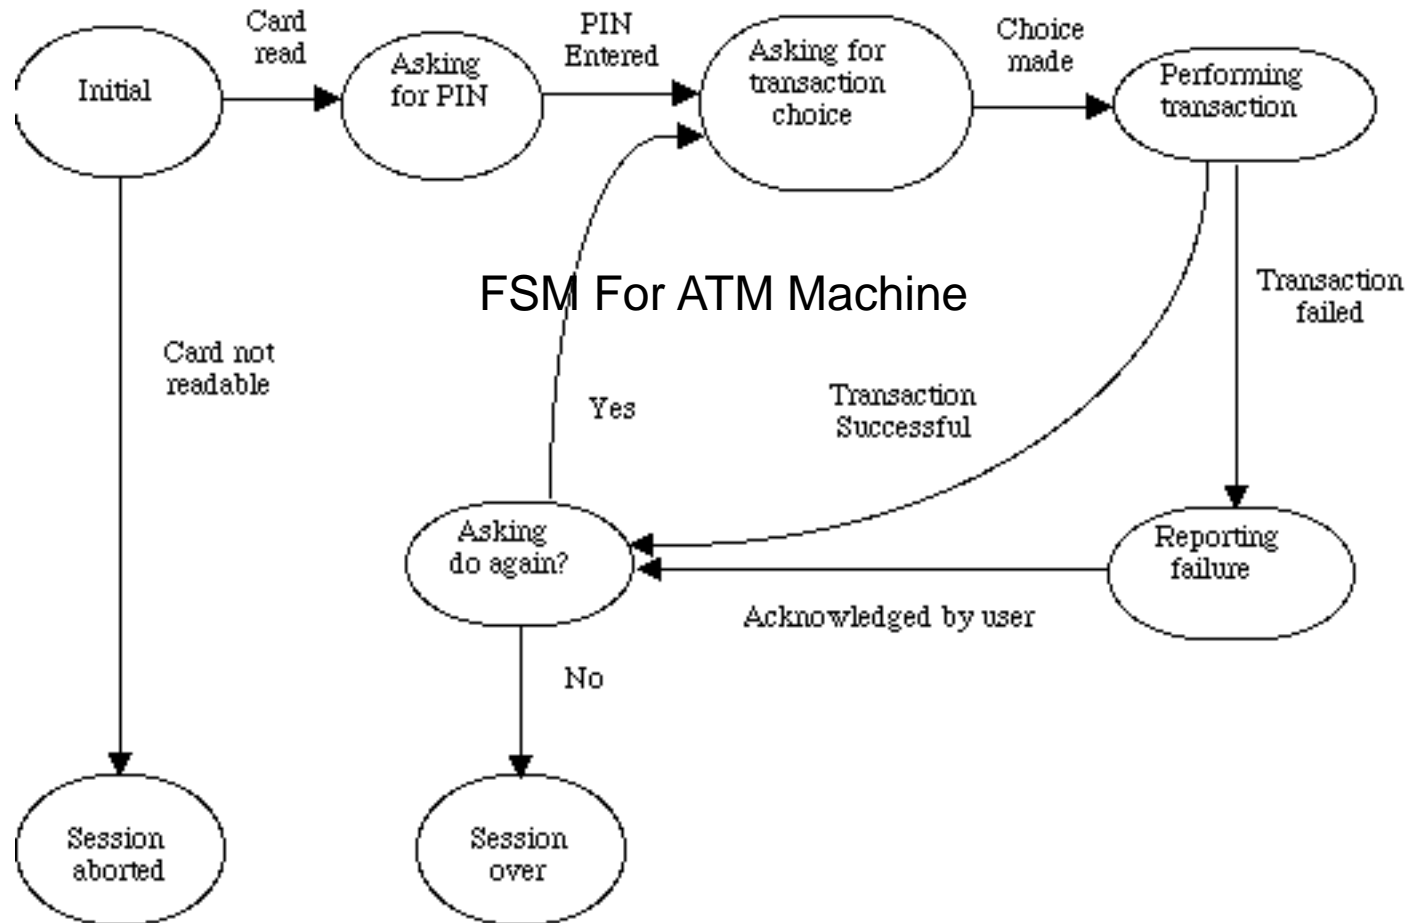 Card
read
PIN
Entered
Choice
made
Initial
Asking
for PIN
Asking for
transaction
choice
Performing
transaction
FSM For ATM Machine
Transaction
failed
Card not
readable
Yes
Transaction
Successful
Asking
do again?
Reporting
failure
Acknowledged by user
No
Session
aborted
Session
over